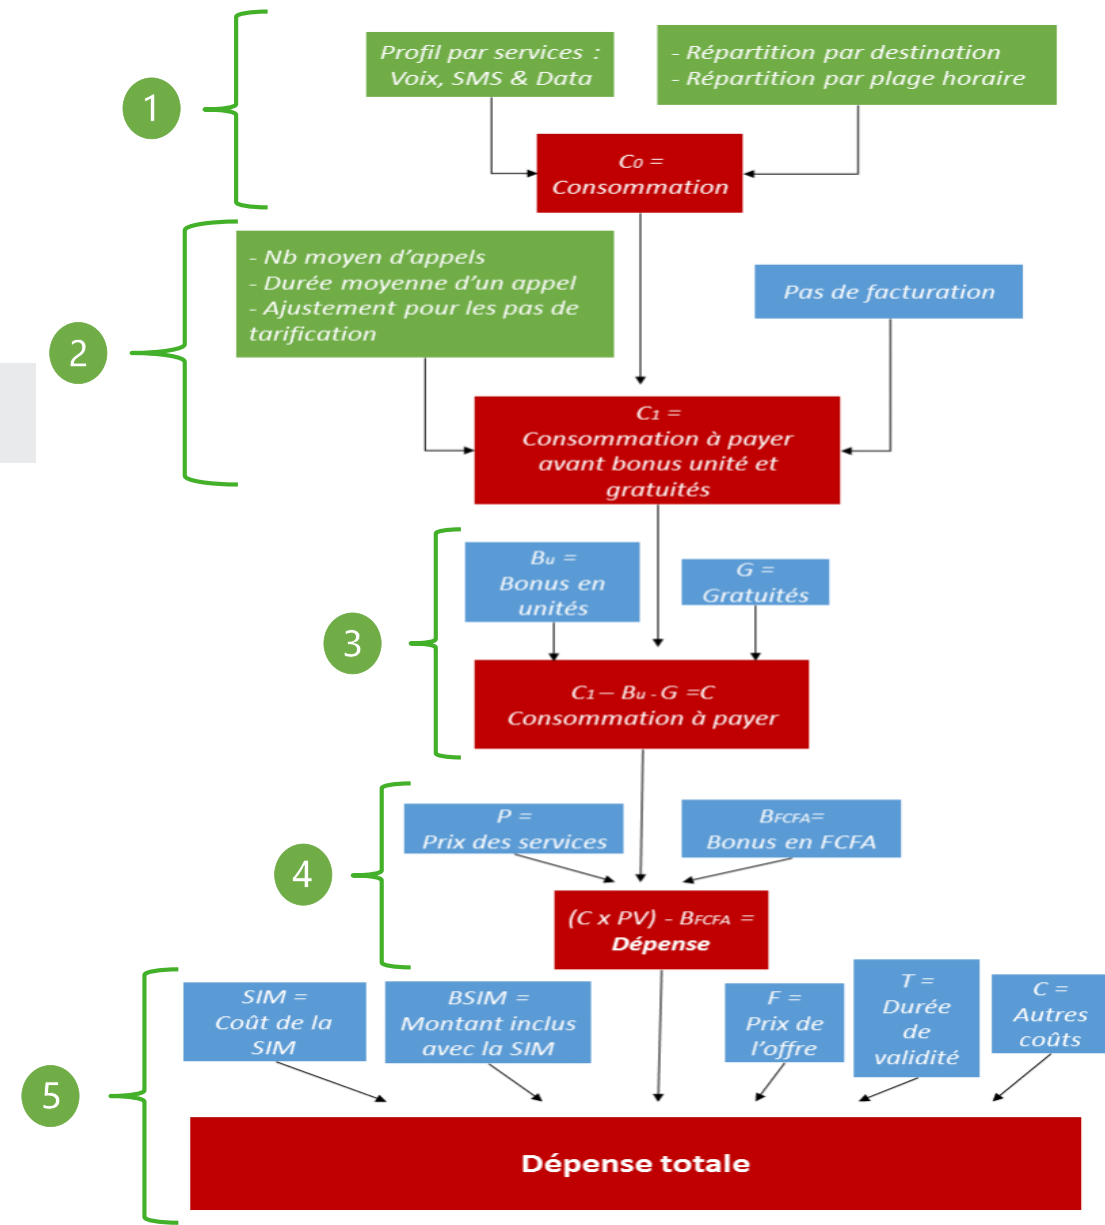 1
Profil par services :
Voix, SMS & Data
- Répartition par destination
- Répartition par plage horaire
C0 =
Consommation
2
- Nb moyen d'appels
- Durée moyenne d'un appel
- Ajustement pour les pas de
tarification
Pas de facturation
C1 =
Consommation à payer
avant bonus unité et
gratuités
3
Bu =
Bonus en
unités
G =
Gratuités
C1 – Bu - G =C
Consommation à payer
4
P =
Prix des services
BFCFA=
Bonus en FCFA
(C x PV) - BFCFA =
Dépense
5
SIM =
Coût de la
SIM
BSIM =
Montant inclus
avec la SIM
F =
Prix de
l'offre
T =
Durée
de
validité
C =
Autres
coûts
Dépense totale